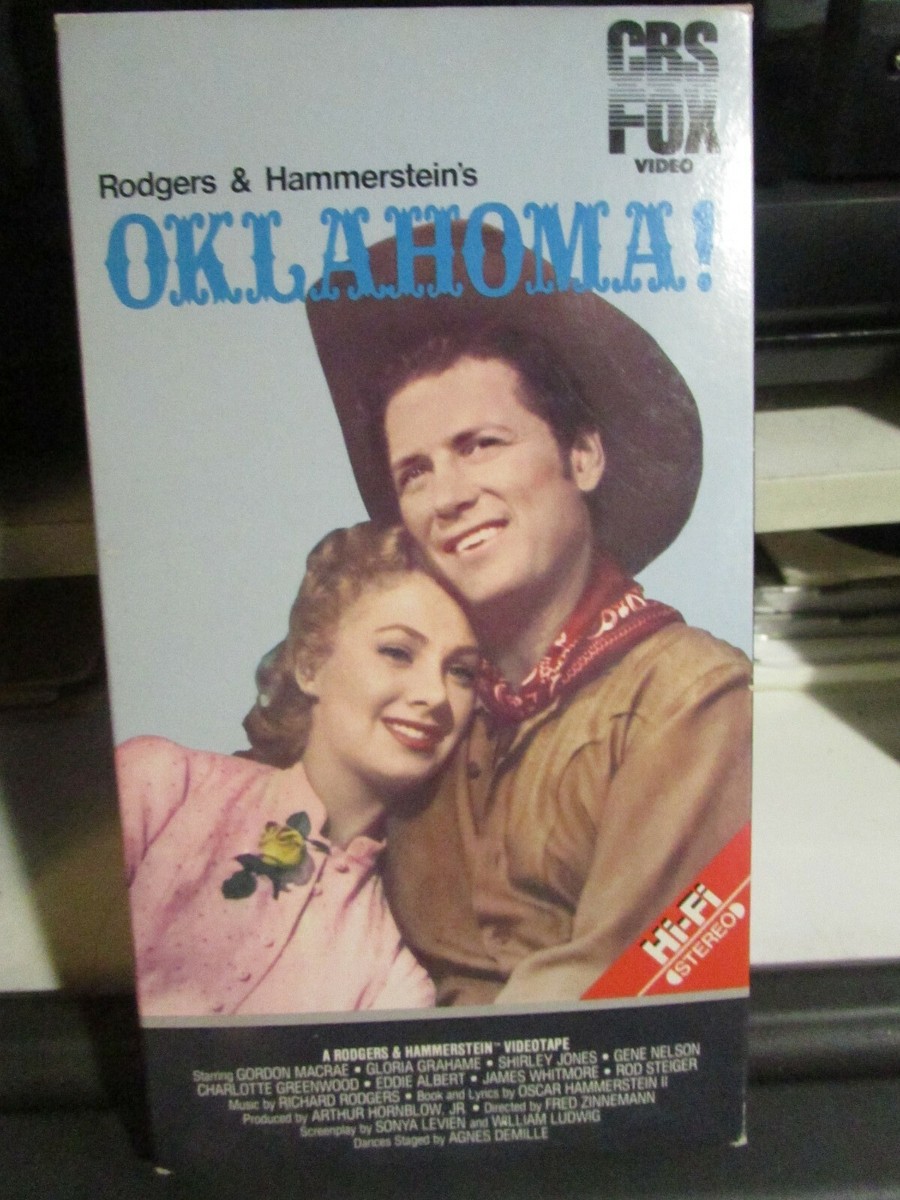 CBS
FOX
VIDEO
Rodgers & Hammerstein's
OKLAHOMA!
Hi-Fi
STEREO
A RODGERS & HAMMERSTEIN™ VIDEOTAPE
Starring GORDON MACRAE • GLORIA GRAHAME • SHIRLEY JONES • GENE NELSON
CHARLOTTE GREENWOOD • EDDIE ALBERT • JAMES WHITMORE • ROD STEIGER
Music by RICHARD RODGERS • Book and Lyrics by OSCAR HAMMERSTEIN II
Produced by ARTHUR HORNBLOW, JR. • Directed by FRED ZINNEMANN
Screenplay by SONYA LEVIEN and WILLIAM LUDWIG
Dances Staged by AGNES DEMILLE